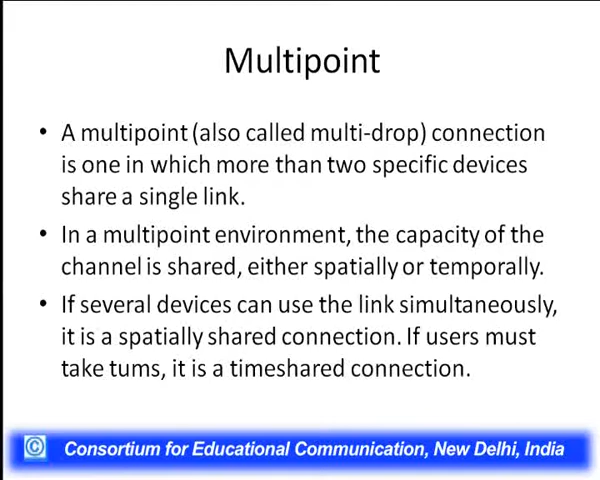 Multipoint
• A multipoint (also called multi-drop) connection
is one in which more than two specific devices
share a single link.
• In a multipoint environment, the capacity of the
channel is shared, either spatially or temporally.
• If several devices can use the link simultaneously,
it is a spatially shared connection. If users must
take tums, it is a timeshared connection.
© Consortium for Educational Communication, New Delhi, India